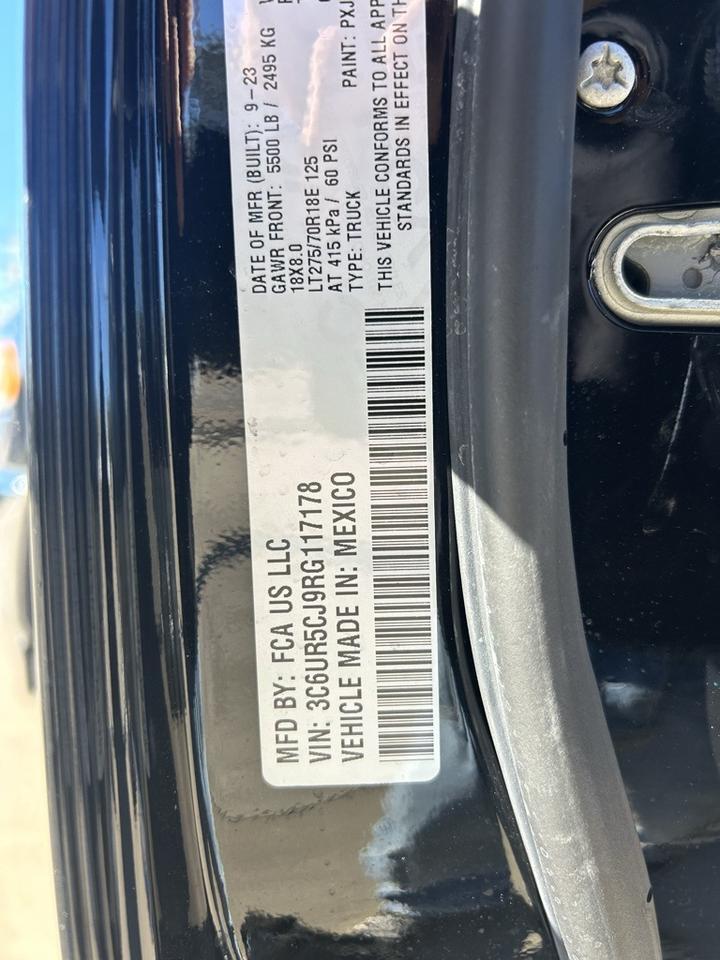 MFD BY: FCA US LLC
VIN: 3C6UR5CJ9RG117178
VEHICLE MADE IN: MEXICO
DATE OF MFR (BUILT): 9-23
GAWR FRONT: 5500 LB / 2495 KG
18X8.0
LT275/70R18E 125
AT 415 kPa / 60 PSI
TYPE: TRUCK
PAINT: PXJ
THIS VEHICLE CONFORMS TO ALL APP
STANDARDS IN EFFECT ON TH